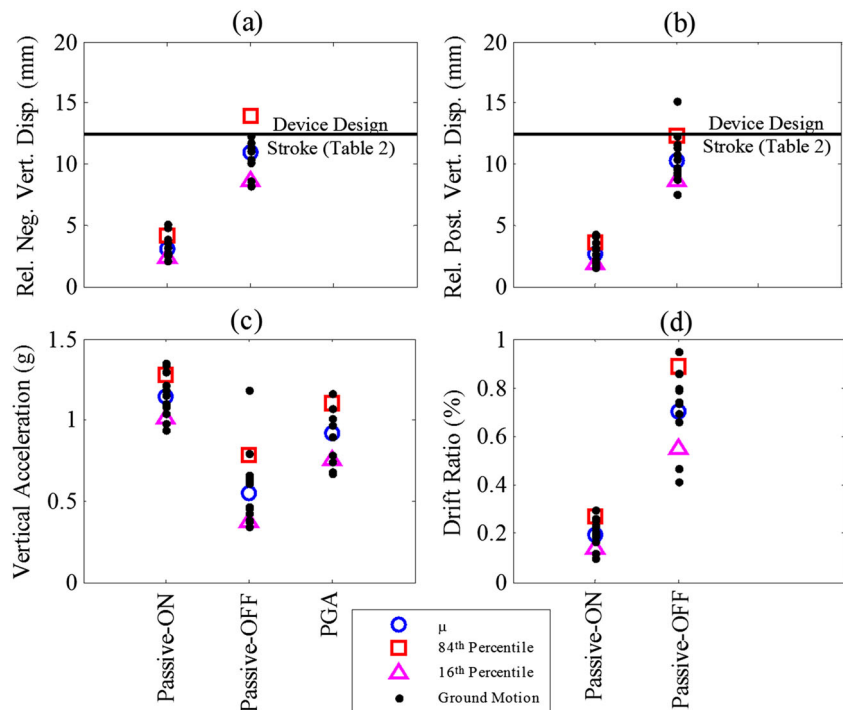 (a)
Rel. Neg. Vert. Disp. (mm)
20
15
10
5
0
Device Design
Stroke (Table 2)
(b)
Rel. Post. Vert. Disp. (mm)
20
15
10
5
0
Device Design
Stroke (Table 2)
(c)
Vertical Acceleration (g)
1.5
1
0.5
0
Passive-ON
Passive-OFF
PGA
(d)
Drift Ratio (%)
1
0.8
0.6
0.4
0.2
0
Passive-ON
Passive-OFF
μ
84th Percentile
16th Percentile
Ground Motion